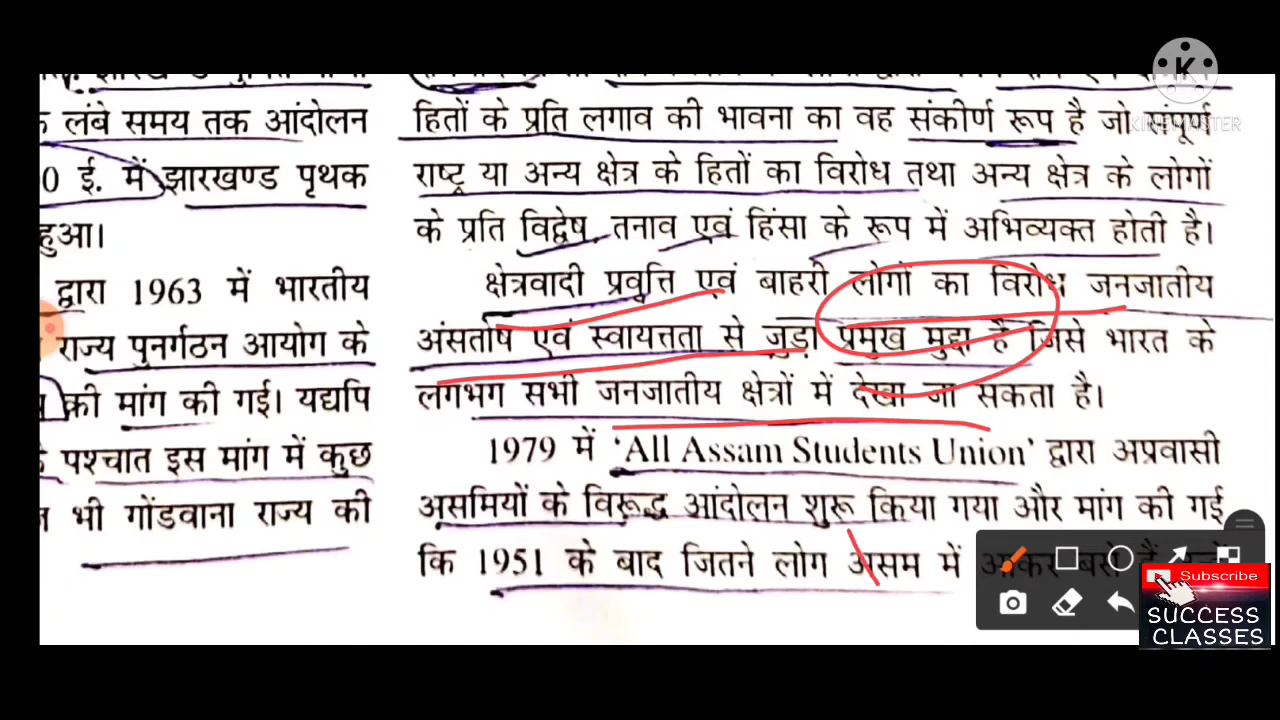 लंबे समय तक आंदोलन
0 ई. में झारखण्ड पृथक
हुआ।
द्वारा 1963 में भारतीय
राज्य पुनर्गठन आयोग के
की मांग की गई। यद्यपि
पश्चात इस मांग में कुछ
भी गोंडवाना राज्य की
हितों के प्रति लगाव की भावना का वह संकीर्ण रूप है जो संपूर्ण
राष्ट्र या अन्य क्षेत्र के हितों का विरोध तथा अन्य क्षेत्र के लोगों
के प्रति विद्वेष, तनाव एवं हिंसा के रूप में अभिव्यक्त होती है।
क्षेत्रवादी प्रवृत्ति एवं बाहरी लोगों का विरोध जनजातीय
अंसतोष एवं स्वायत्तता से जुड़ा प्रमुख मुद्दा है जिसे भारत के
लगभग सभी जनजातीय क्षेत्रों में देखा जा सकता है।
1979 में 'All Assam Students Union' द्वारा अप्रवासी
असमियों के विरूद्ध आंदोलन शुरू किया गया और मांग की गई
कि 1951 के बाद जितने लोग असम में आकर बसे हैं
K
KINEMASTER
Subscribe
SUCCESS
CLASSES